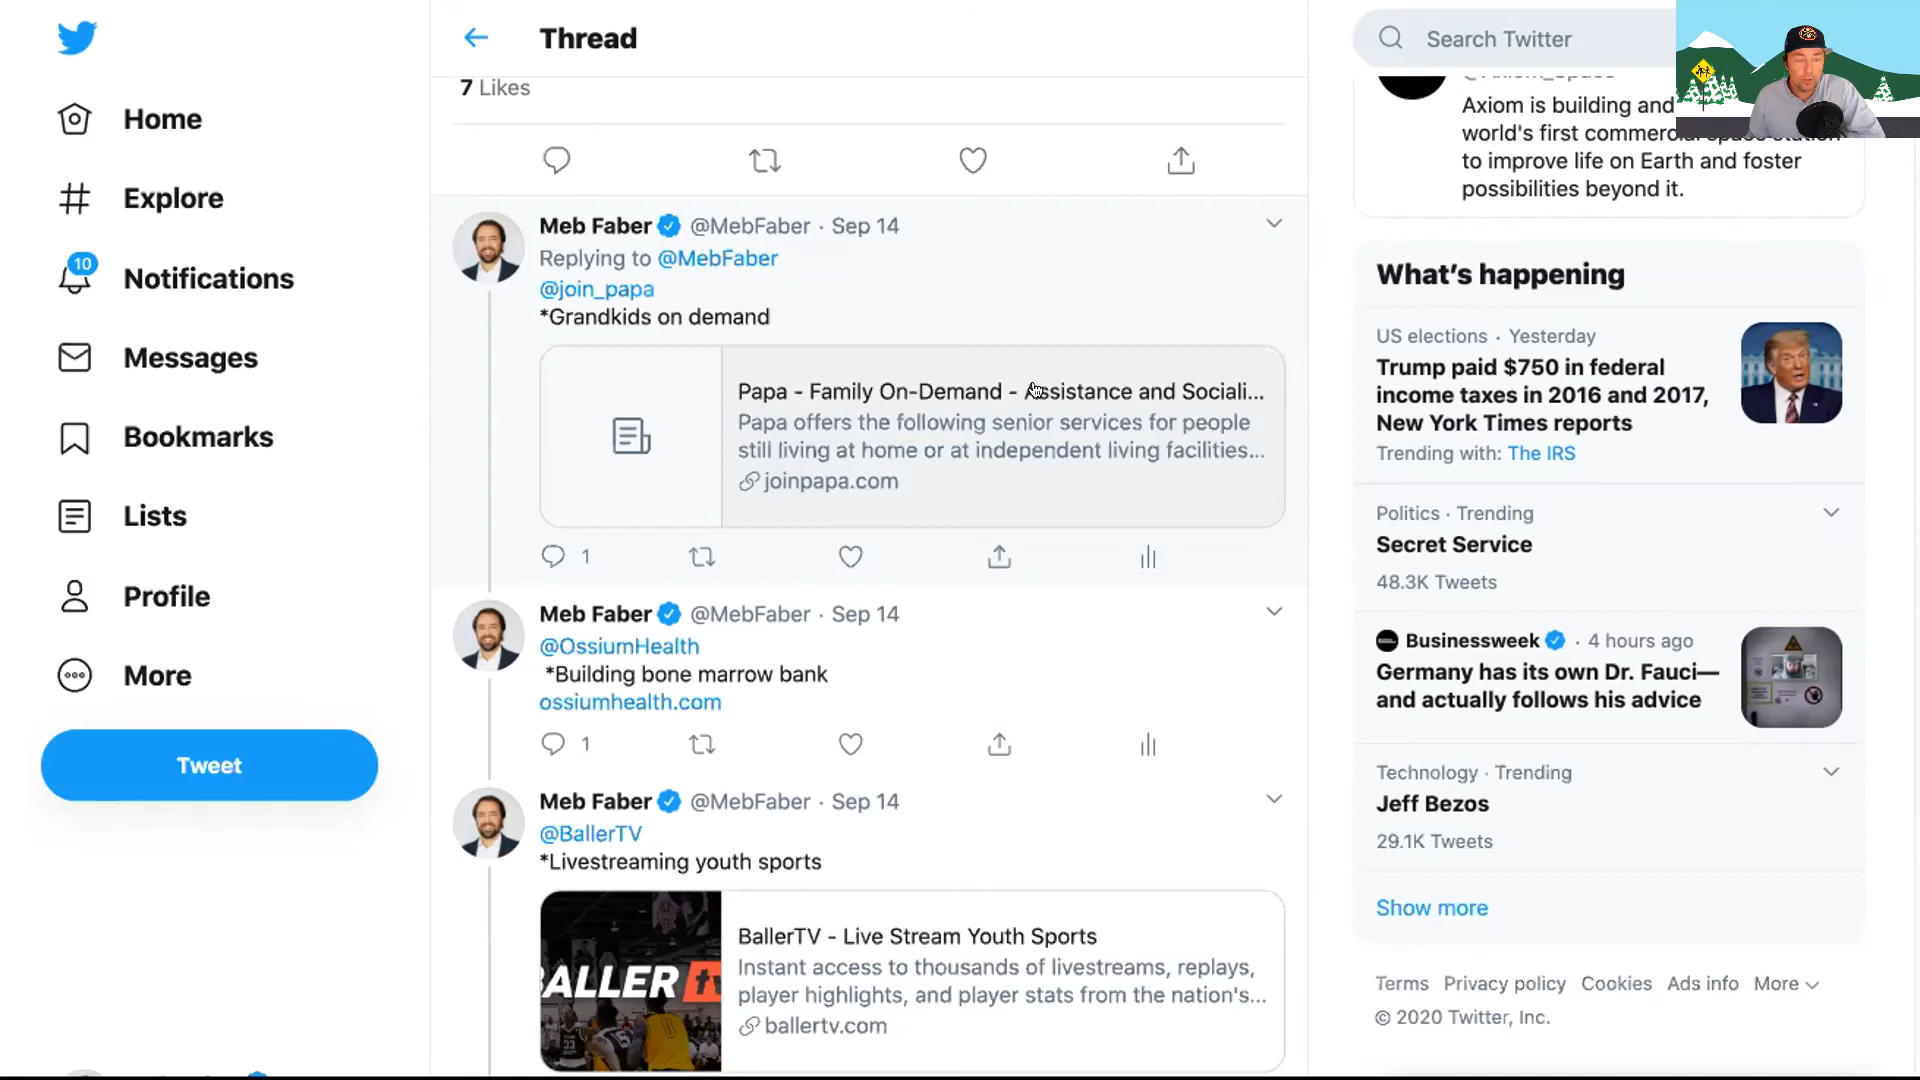 Home
Explore
10
Notifications
Messages
Bookmarks
Lists
Profile
More
Tweet
Thread
7 Likes
Meb Faber @MebFaber · Sep 14
Replying to @MebFaber
@join_papa
*Grandkids on demand
Papa - Family On-Demand - Assistance and Sociali...
Papa offers the following senior services for people
still living at home or at independent living facilities...
joinpapa.com
1
Meb Faber @MebFaber · Sep 14
@OssiumHealth
*Building bone marrow bank
ossiumhealth.com
1
Meb Faber @MebFaber · Sep 14
@BallerTV
*Livestreaming youth sports
BALLER tv
33
BallerTV - Live Stream Youth Sports
Instant access to thousands of livestreams, replays,
player highlights, and player stats from the nation's...
ballertv.com
Search Twitter
@Axiom_Space
Axiom is building and
world's first commercial space station
to improve life on Earth and foster
possibilities beyond it.
What's happening
US elections · Yesterday
Trump paid $750 in federal
income taxes in 2016 and 2017,
New York Times reports
Trending with: The IRS
Politics · Trending
Secret Service
48.3K Tweets
Businessweek · 4 hours ago
Germany has its own Dr. Fauci—
and actually follows his advice
Technology · Trending
Jeff Bezos
29.1K Tweets
Show more
Terms Privacy policy Cookies Ads info More
© 2020 Twitter, Inc.